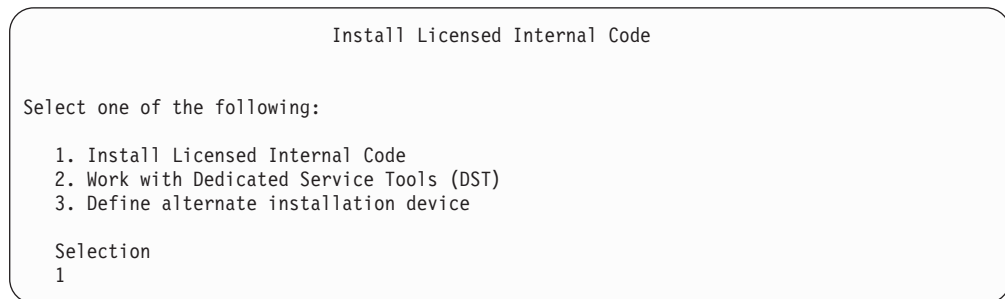 Install Licensed Internal Code
Select one of the following:
1. Install Licensed Internal Code
2. Work with Dedicated Service Tools (DST)
3. Define alternate installation device
Selection
1